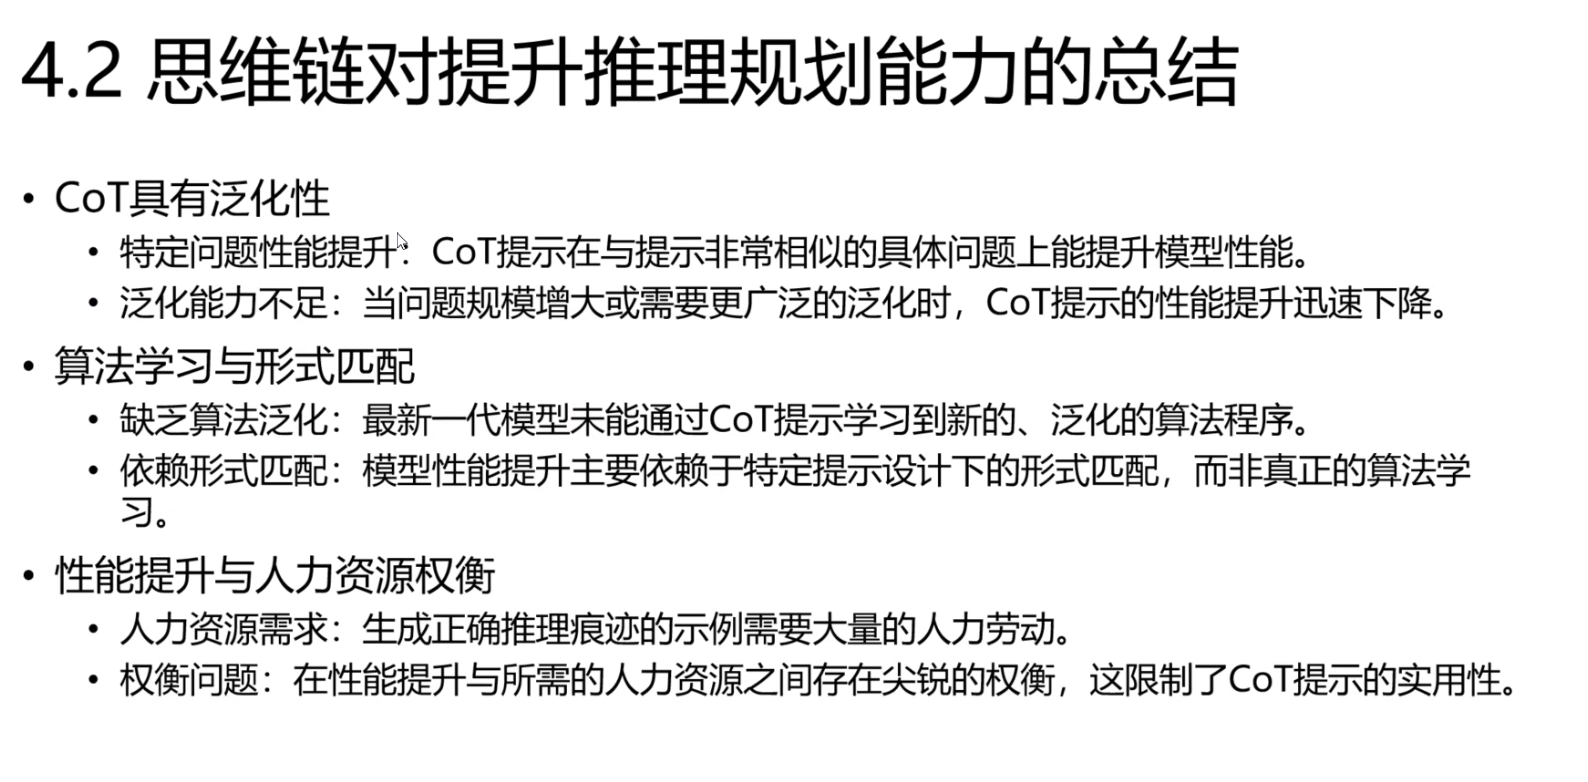 4.2 思维链对提升推理规划能力的总结
• CoT具有泛化性
• 特定问题性能提升：CoT提示在与提示非常相似的具体问题上能提升模型性能。
• 泛化能力不足：当问题规模增大或需要更广泛的泛化时，CoT提示的性能提升迅速下降。
• 算法学习与形式匹配
• 缺乏算法泛化：最新一代模型未能通过CoT提示学习到新的、泛化的算法程序。
• 依赖形式匹配：模型性能提升主要依赖于特定提示设计下的形式匹配，而非真正的算法学
习。
• 性能提升与人力资源权衡
• 人力资源需求：生成正确推理痕迹的示例需要大量的人力劳动。
• 权衡问题：在性能提升与所需的人力资源之间存在尖锐的权衡，这限制了CoT提示的实用性。